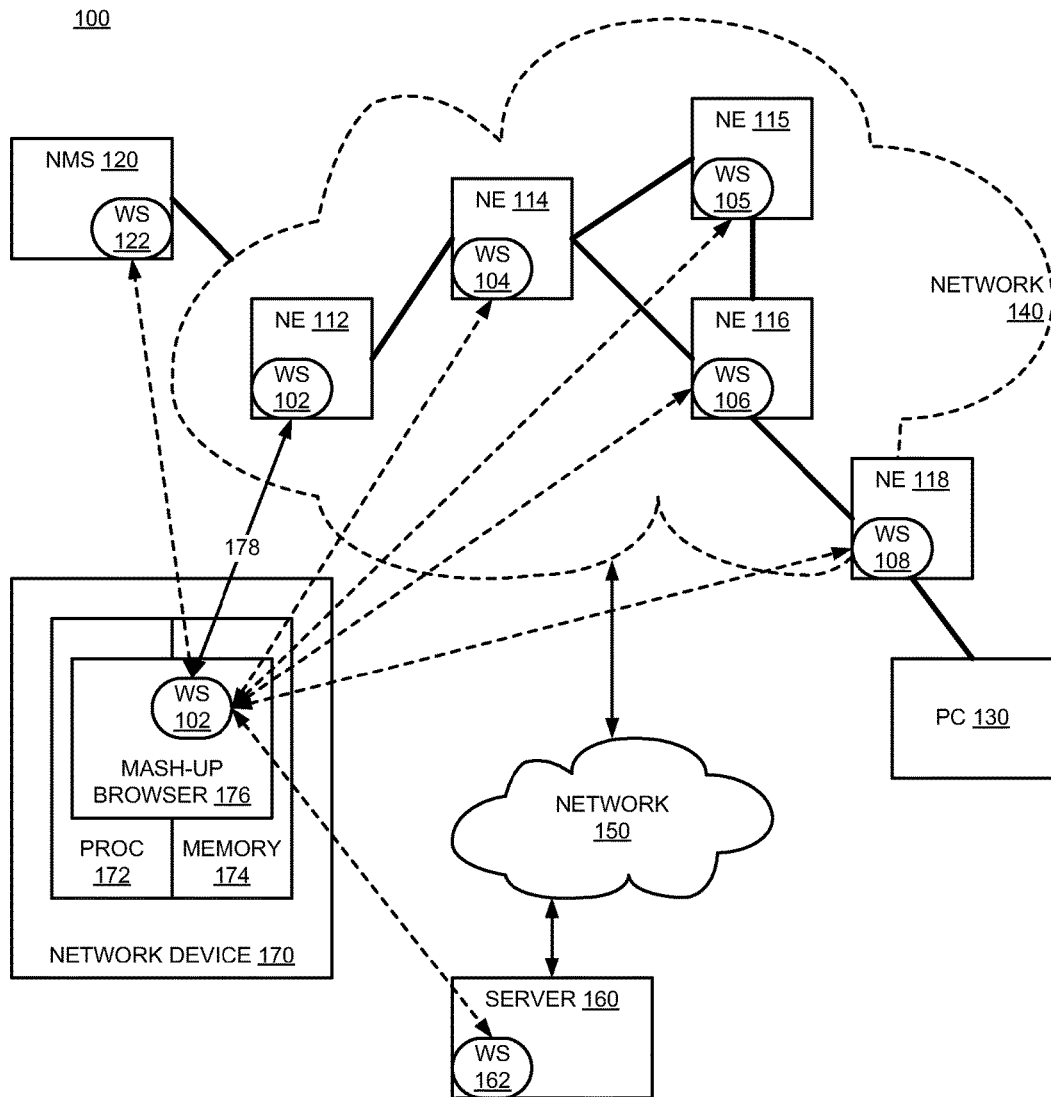 100
NE 115
WS
105
NMS 120
WS
122
NE 114
WS
104
NETWORK
140
NE 112
WS
102
NE 116
WS
106
NE 118
WS
108
178
WS
102
MASH-UP
BROWSER 176
PROC
172
MEMORY
174
NETWORK DEVICE 170
PC 130
NETWORK
150
SERVER 160
WS
162